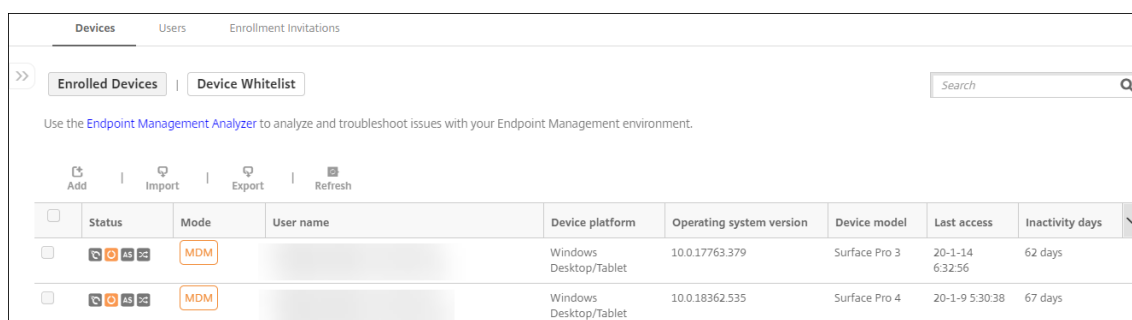 Devices Users Enrollment Invitations
Enrolled Devices | Device Whitelist
Search
Use the Endpoint Management Analyzer to analyze and troubleshoot issues with your Endpoint Management environment.
Add | Import | Export | Refresh
Status Mode User name Device platform Operating system version Device model Last access Inactivity days
AS MDM Windows Desktop/Tablet 10.0.17763.379 Surface Pro 3 20-1-14 6:32:56 62 days
AS MDM Windows Desktop/Tablet 10.0.18362.535 Surface Pro 4 20-1-9 5:30:38 67 days